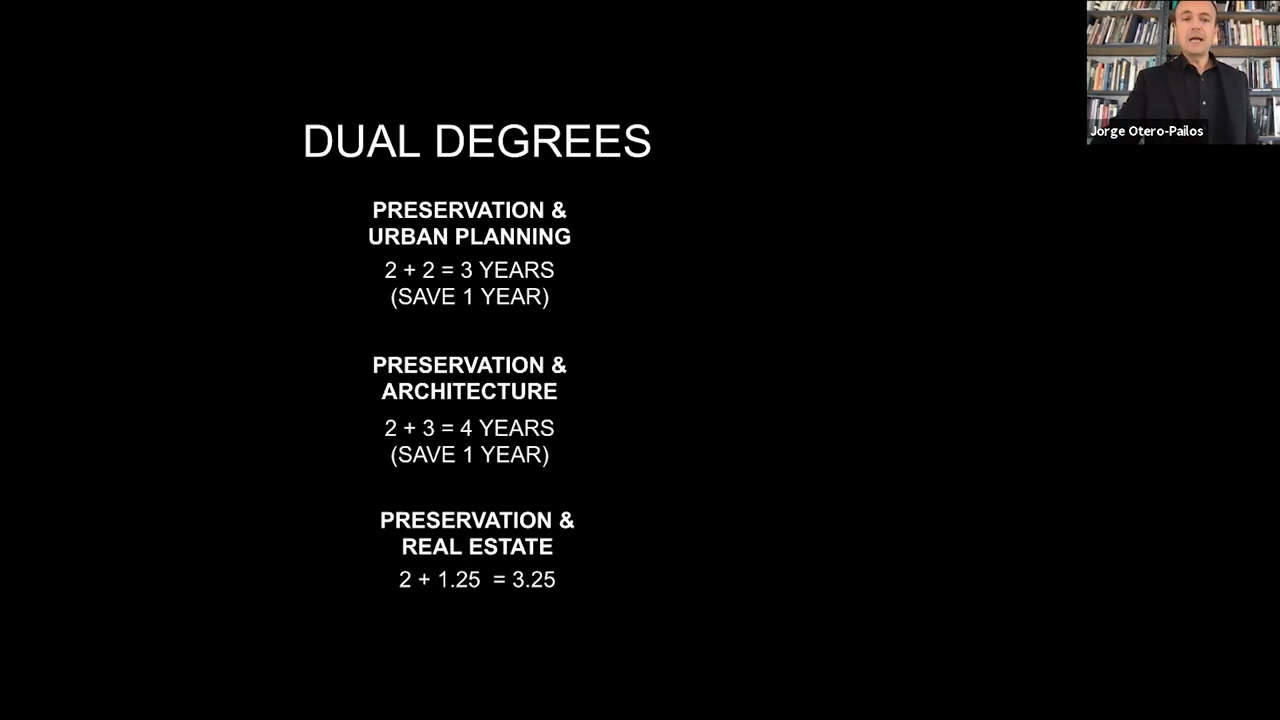 DUAL DEGREES
PRESERVATION &
URBAN PLANNING
2 + 2 = 3 YEARS
(SAVE 1 YEAR)
PRESERVATION &
ARCHITECTURE
2 + 3 = 4 YEARS
(SAVE 1 YEAR)
PRESERVATION &
REAL ESTATE
2 + 1.25 = 3.25
Jorge Otero-Pailos